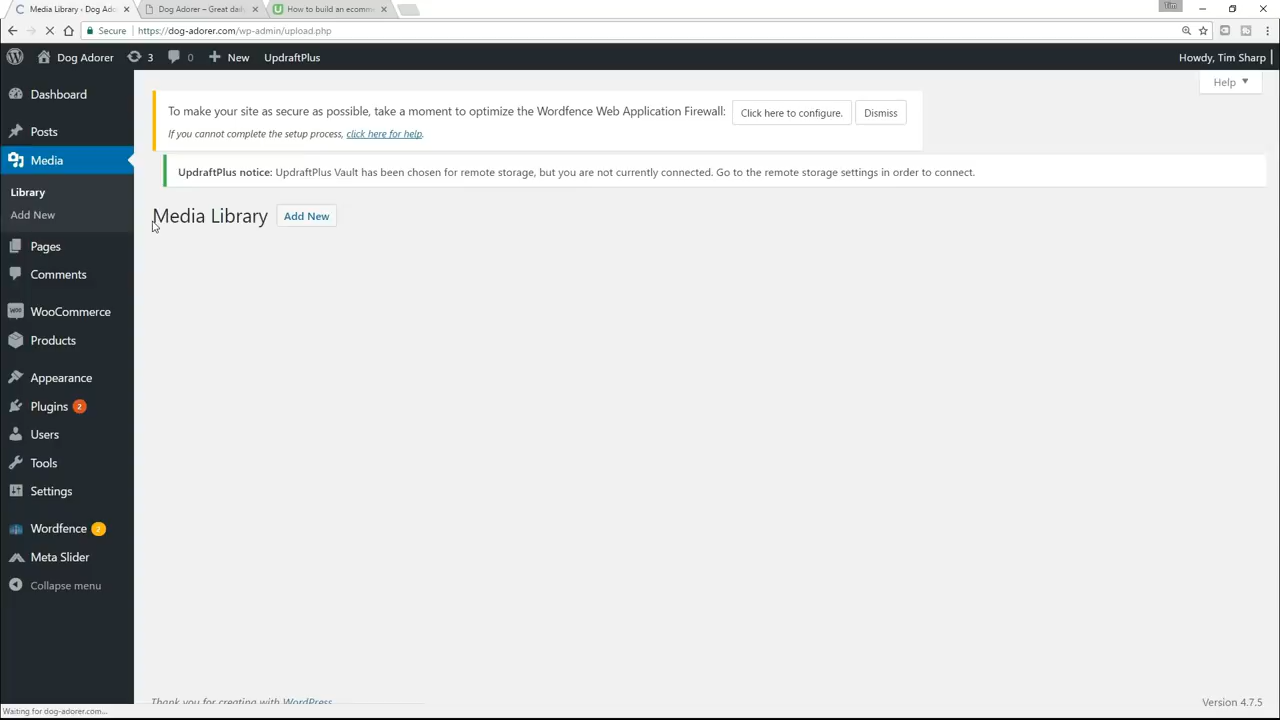 Media Library ‹ Dog Ado
Dog Adorer – Great dail
How to build an ecomm
Tim
Secure
https://dog-adorer.com/wp-admin/upload.php
Dog Adorer
3
0
New
UpdraftPlus
Howdy, Tim Sharp
Help
Dashboard
Posts
Media
Library
Add New
Pages
Comments
WooCommerce
Products
Appearance
Plugins 2
Users
Tools
Settings
Wordfence 2
Meta Slider
Collapse menu
To make your site as secure as possible, take a moment to optimize the Wordfence Web Application Firewall:
Click here to configure.
Dismiss
If you cannot complete the setup process, click here for help.
UpdraftPlus notice: UpdraftPlus Vault has been chosen for remote storage, but you are not currently connected. Go to the remote storage settings in order to connect.
Media Library
Add New
Thank you for creating with WordPress
Version 4.7.5
Waiting for dog-adorer.com...